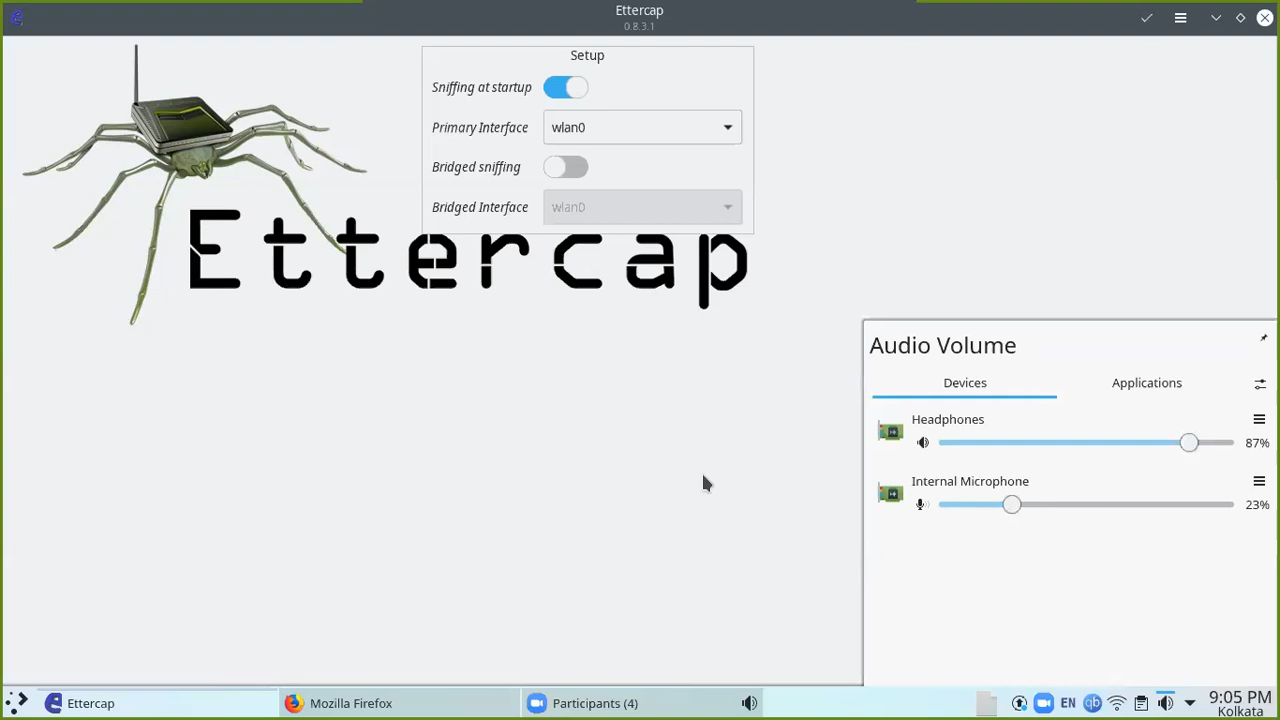 Ettercap
0.8.3.1
Setup
Sniffing at startup
Primary Interface wlan0
Bridged sniffing
Bridged Interface wlan0
Ettercap
Audio Volume
Devices Applications
Headphones
87%
Internal Microphone
23%
Ettercap Mozilla Firefox Participants (4) EN qb 9:05 PM
Kolkata